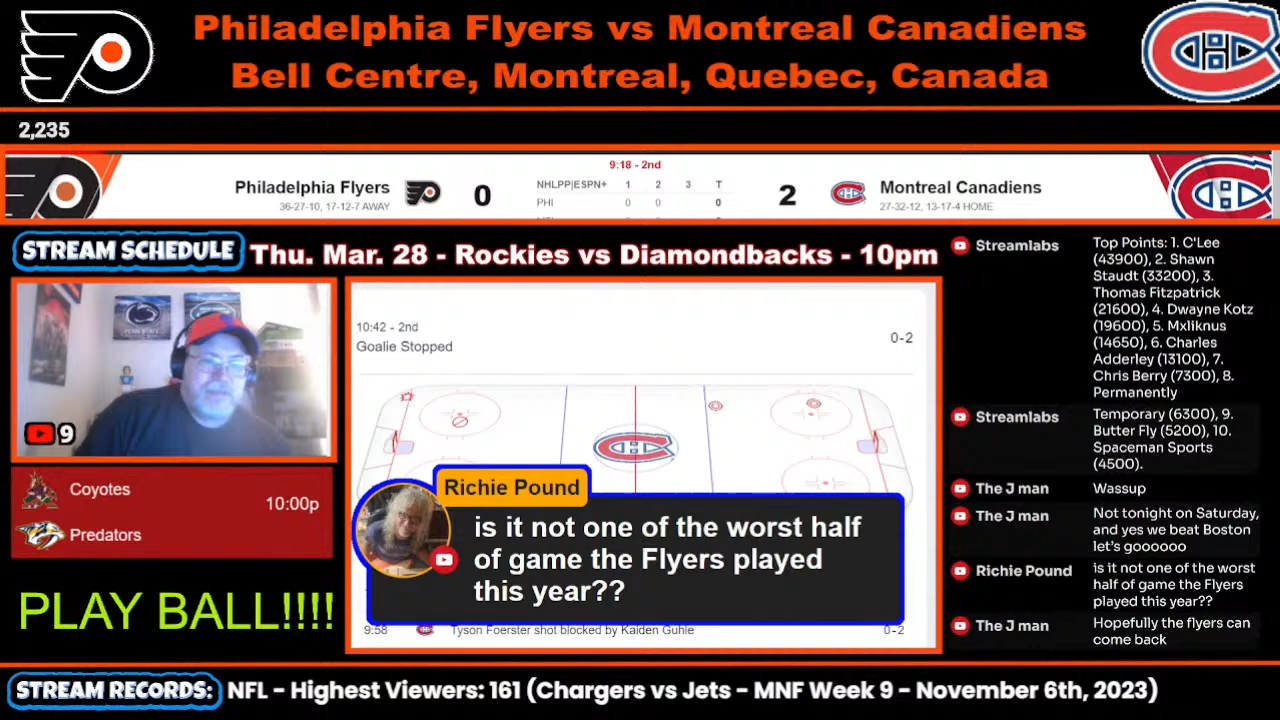 Philadelphia Flyers vs Montreal Canadiens
Bell Centre, Montreal, Quebec, Canada
2,235
9:18 - 2nd
Philadelphia Flyers
36-27-10, 17-12-7 AWAY
0
NHLPP|ESPN+ 1 2 3 T
PHI 0 0 0
2
Montreal Canadiens
27-32-12, 13-17-4 HOME
STREAM SCHEDULE
Thu. Mar. 28 - Rockies vs Diamondbacks - 10pm
9
Coyotes
Predators
10:00p
PLAY BALL!!!!
10:42 - 2nd
Goalie Stopped
0-2
Richie Pound
is it not one of the worst half
of game the Flyers played
this year??
9:58 Tyson Foerster shot blocked by Kaiden Guhle 0-2
Streamlabs
Top Points: 1. C'Lee
(43900), 2. Shawn
Staudt (33200), 3.
Thomas Fitzpatrick
(21600), 4. Dwayne Kotz
(19600), 5. Mxliknus
(14650), 6. Charles
Adderley (13100), 7.
Chris Berry (7300), 8.
Permanently
Streamlabs
Temporary (6300), 9.
Butter Fly (5200), 10.
Spaceman Sports
(4500).
The J man Wassup
The J man
Not tonight on Saturday,
and yes we beat Boston
let's goooooo
Richie Pound
is it not one of the worst
half of game the Flyers
played this year??
The J man
Hopefully the flyers can
come back
STREAM RECORDS:
NFL - Highest Viewers: 161 (Chargers vs Jets - MNF Week 9 - November 6th, 2023)